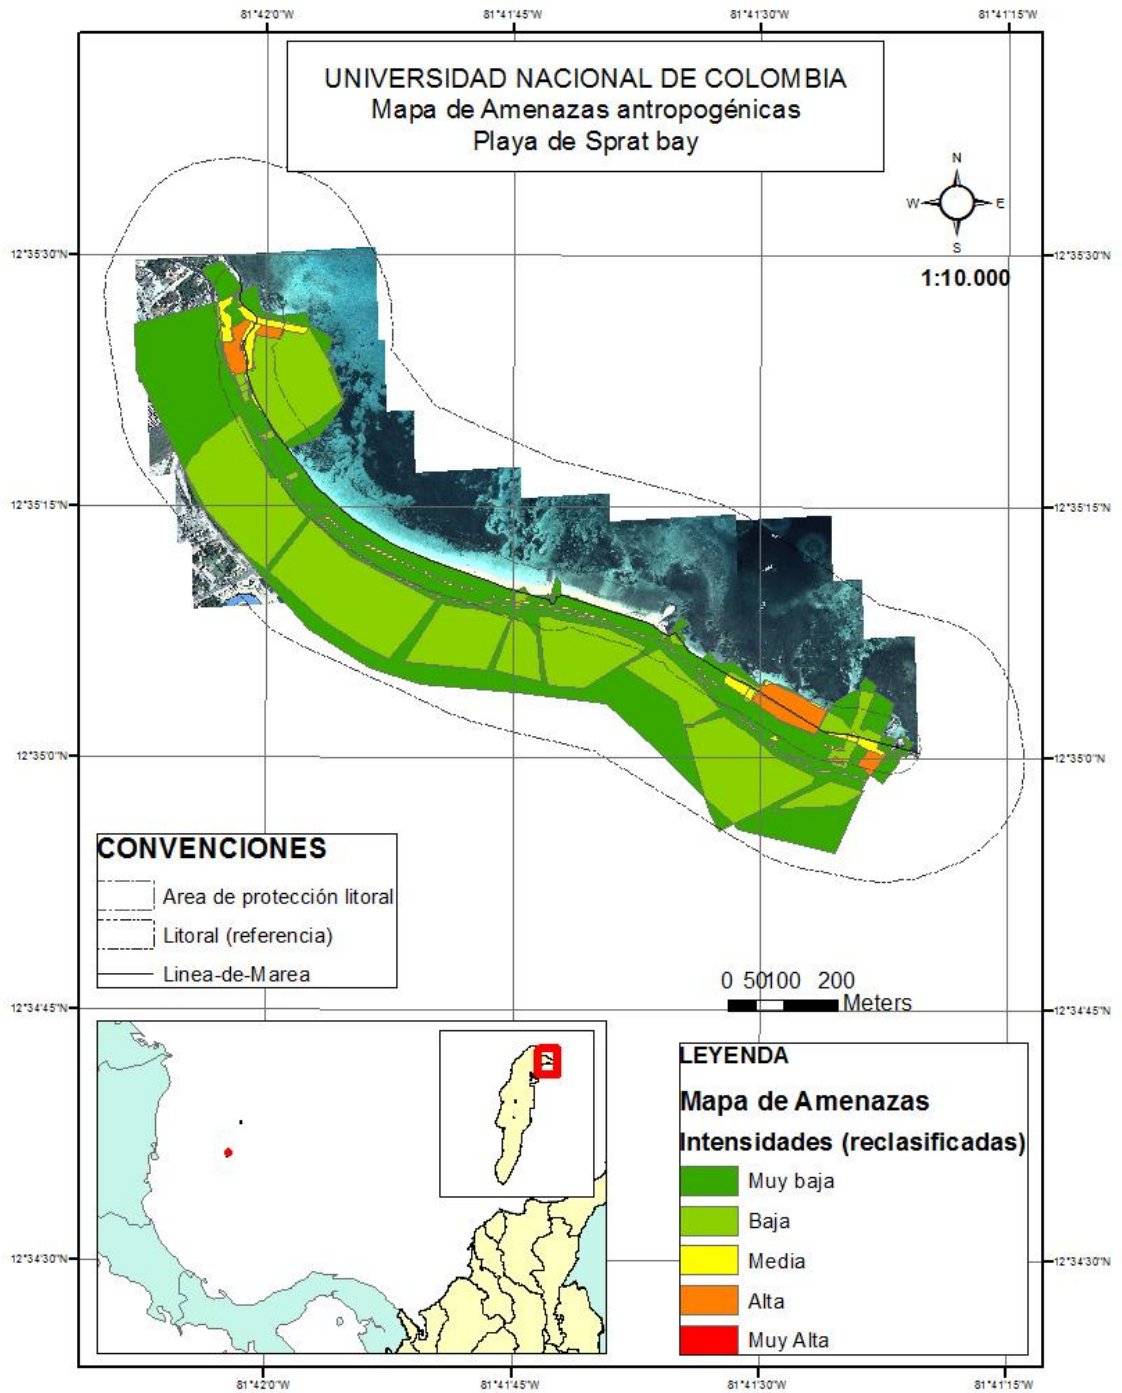 81°42'0"W 81°41'45"W 81°41'30"W 81°41'15"W
UNIVERSIDAD NACIONAL DE COLOMBIA
Mapa de Amenazas antropogénicas
Playa de Sprat bay
N
W E
S
1:10.000
12°35'30"N 12°35'30"N
12°35'15"N 12°35'15"N
12°35'0"N 12°35'0"N
CONVENCIONES
Area de protección litoral
Litoral (referencia)
Linea-de-Marea
0 50 100 200
Meters
12°34'45"N 12°34'45"N
LEYENDA
Mapa de Amenazas
Intensidades (reclasificadas)
Muy baja
Baja
Media
Alta
Muy Alta
12°34'30"N 12°34'30"N
81°42'0"W 81°41'45"W 81°41'30"W 81°41'15"W